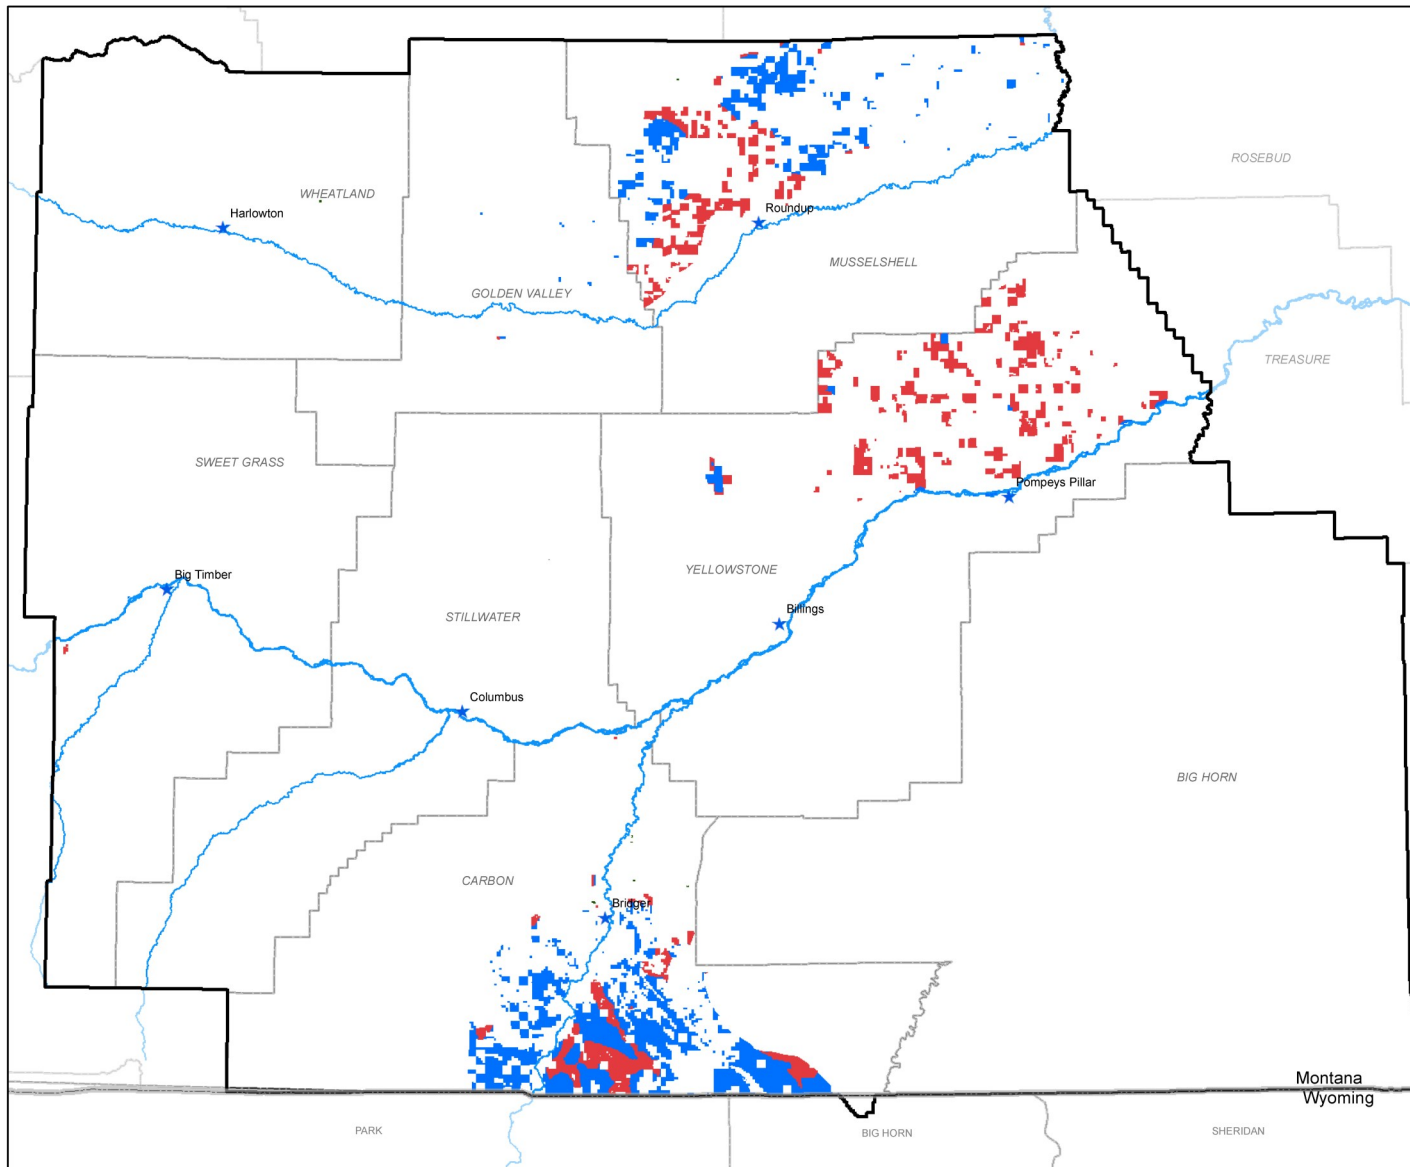 ROSEBUD
WHEATLAND
Harlowton
Roundup
MUSSELSHELL
GOLDEN VALLEY
TREASURE
SWEET GRASS
Pompeys Pillar
Big Timber
YELLOWSTONE
Billings
STILLWATER
Columbus
BIG HORN
CARBON
Bridger
Montana
Wyoming
PARK
BIG HORN
SHERIDAN